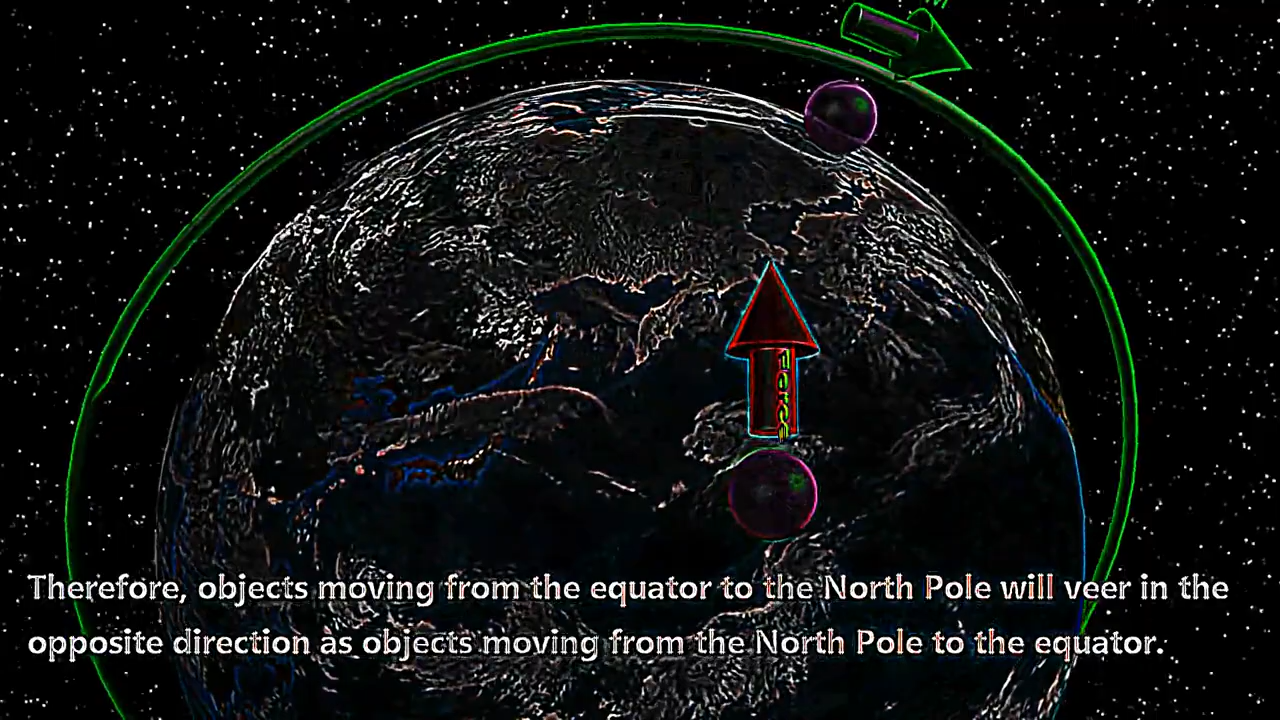 Force
Therefore, objects moving from the equator to the North Pole will veer in the
opposite direction as objects moving from the North Pole to the equator.